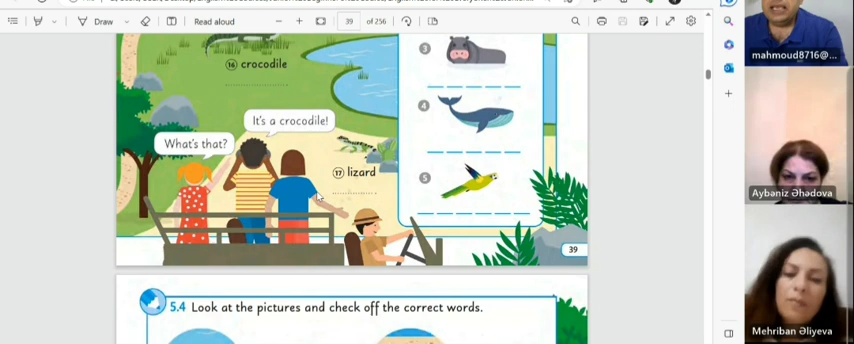 Draw
Read aloud
39
of 256
mahmoud8716@...
16 crocodile
3
4
It's a crocodile!
What's that?
17 lizard
5
Aybəniz Əhədova
39
5.4 Look at the pictures and check off the correct words.
Mehriban Əliyeva